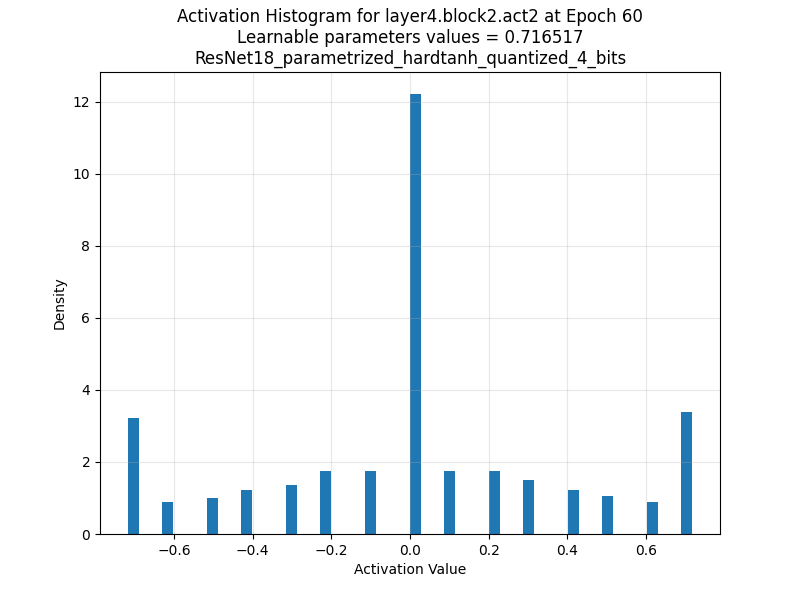 Activation Histogram for layer4.block2.act2 at Epoch 60
Learnable parameters values = 0.716517
ResNet18_parametrized_hardtanh_quantized_4_bits
12
10
8
6
4
2
0
Density
−0.6 −0.4 −0.2 0.0 0.2 0.4 0.6
Activation Value